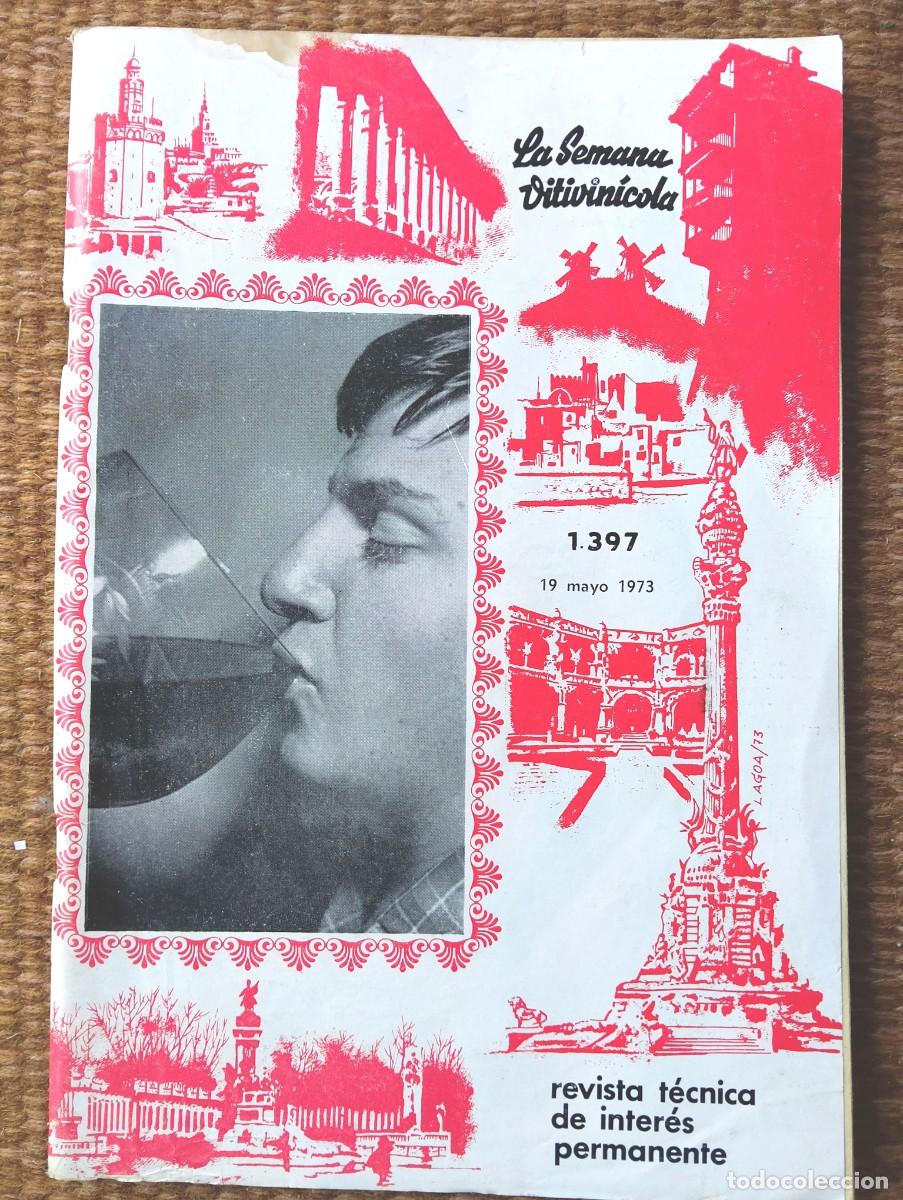 La Semana
Vitivinícola
1.397
19 mayo 1973
LAGOA/73
revista técnica
de interés
permanente
todocoleccion